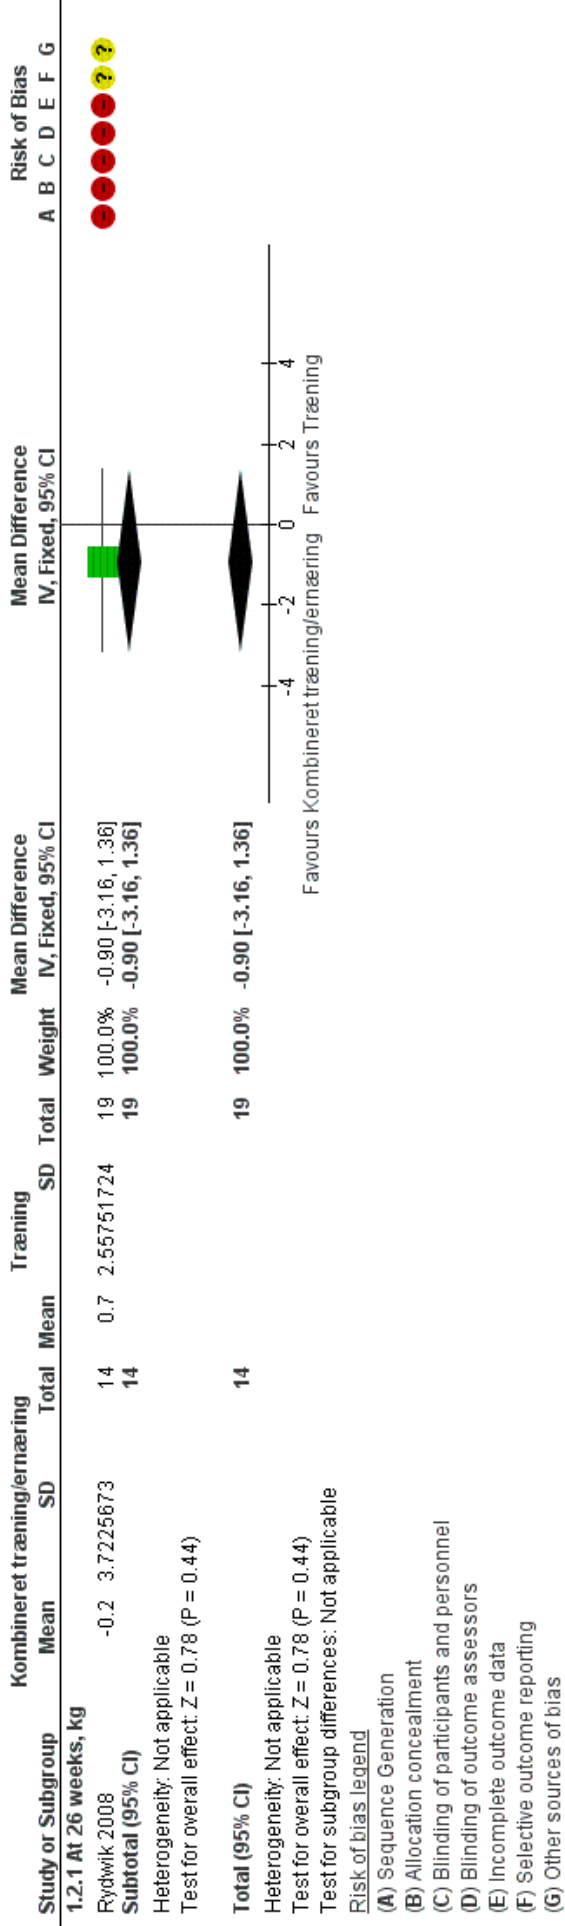 Kombineret træning/ernæring Træning Mean Difference Mean Difference Risk of Bias
Study or Subgroup Mean SD Total Mean SD Total Weight IV, Fixed, 95% CI IV, Fixed, 95% CI A B C D E F G
1.2.1 At 26 weeks, kg
Rydwik 2008 -0.2 3.7225673 14 0.7 2.55751724 19 100.0% -0.90 [-3.16, 1.36] - - - - - ? ?
Subtotal (95% CI) 14 19 100.0% -0.90 [-3.16, 1.36]
Heterogeneity: Not applicable
Test for overall effect: Z = 0.78 (P = 0.44)
Total (95% CI) 14 19 100.0% -0.90 [-3.16, 1.36]
Heterogeneity: Not applicable
Test for overall effect: Z = 0.78 (P = 0.44)
Test for subgroup differences: Not applicable
-4 -2 0 2 4
Favours Kombineret træning/ernæring Favours Træning
Risk of bias legend
(A) Sequence Generation
(B) Allocation concealment
(C) Blinding of participants and personnel
(D) Blinding of outcome assessors
(E) Incomplete outcome data
(F) Selective outcome reporting
(G) Other sources of bias